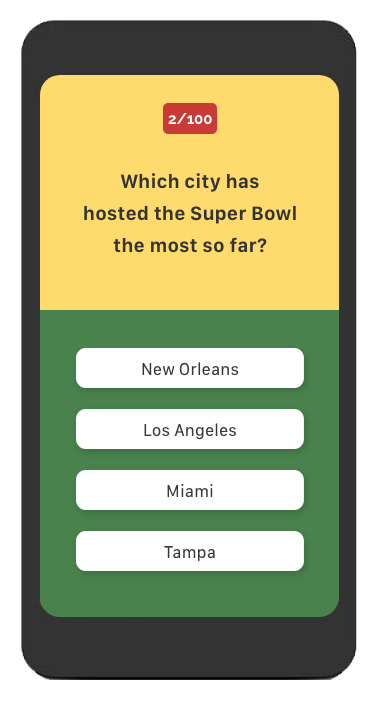 2/100
Which city has
hosted the Super Bowl
the most so far?
New Orleans
Los Angeles
Miami
Tampa